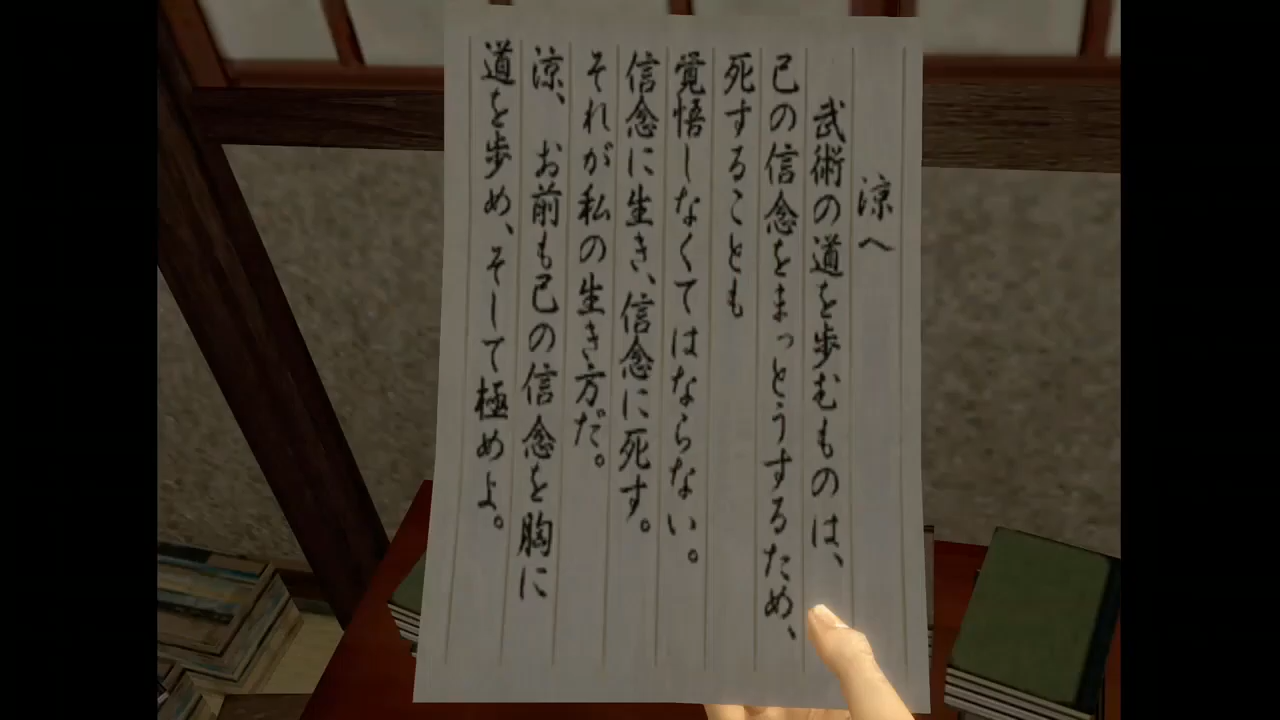 涼へ
武術の道を歩むものは、
己の信念をまっとうするため、
死することも
覚悟しなくてはならない。
信念に生き、信念に死す。
それが私の生き方だ。
涼、お前も己の信念を胸に
道を歩め、そして極めよ。